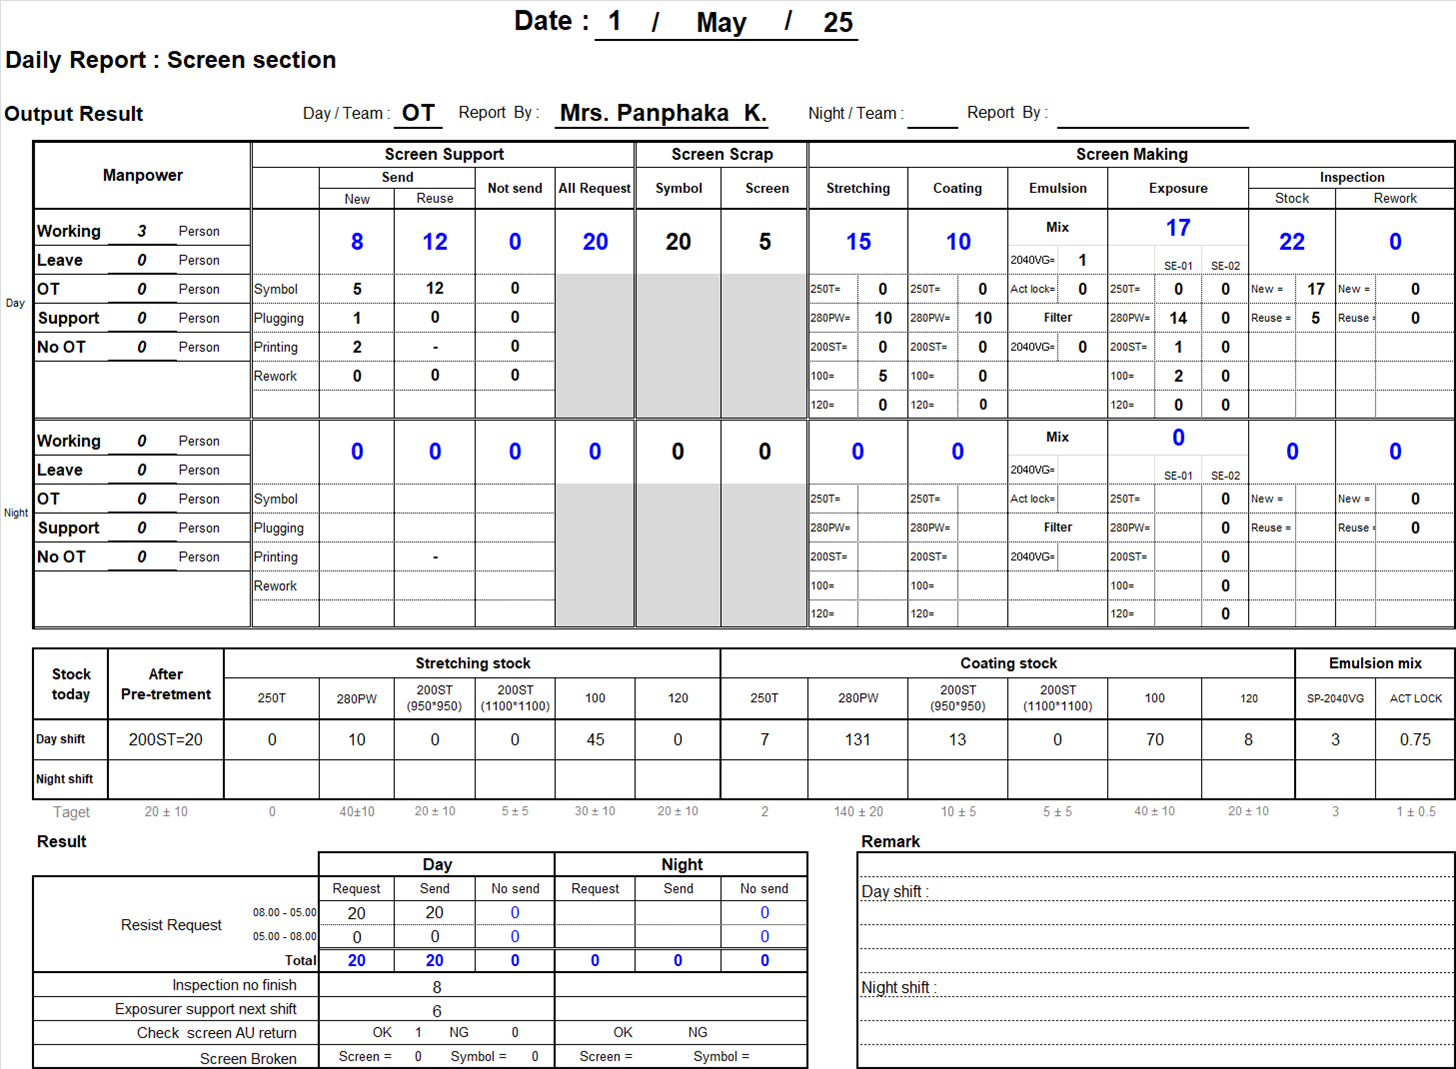 Date : 1 / May / 25
Daily Report : Screen section
Output Result Day / Team : OT Report By : Mrs. Panphaka K. Night / Team : Report By :
Manpower Screen Support Screen Scrap Screen Making
Send Not send All Request Symbol Screen Stretching Coating Emulsion Exposure Inspection
New Reuse Stock Rework
Day
Working 3 Person 8 12 0 20 20 5 15 10 Mix 17 22 0
Leave 0 Person 2040VG= 1 SE-01 SE-02
OT 0 Person Symbol 5 12 0 250T= 0 250T= 0 Act lock= 0 250T= 0 0 New = 17 New = 0
Support 0 Person Plugging 1 0 0 280PW= 10 280PW= 10 Filter 280PW= 14 0 Reuse = 5 Reuse = 0
No OT 0 Person Printing 2 - 0 200ST= 0 200ST= 0 2040VG= 0 200ST= 1 0
Rework 0 0 0 100= 5 100= 0 100= 2 0
120= 0 120= 0 120= 0 0
Night
Working 0 Person 0 0 0 0 0 0 0 0 Mix 0 0 0
Leave 0 Person 2040VG= SE-01 SE-02
OT 0 Person Symbol 250T= 250T= Act lock= 250T= 0 New = New = 0
Support 0 Person Plugging 280PW= 280PW= Filter 280PW= 0 Reuse = Reuse = 0
No OT 0 Person Printing - 200ST= 200ST= 2040VG= 200ST= 0
Rework 100= 100= 100= 0
120= 120= 120= 0
Stock today After Pre-tretment Stretching stock Coating stock Emulsion mix
250T 280PW 200ST (950*950) 200ST (1100*1100) 100 120 250T 280PW 200ST (950*950) 200ST (1100*1100) 100 120 SP-2040VG ACT LOCK
Day shift 200ST=20 0 10 0 0 45 0 7 131 13 0 70 8 3 0.75
Night shift
Taget 20 ± 10 0 40±10 20 ± 10 5 ± 5 30 ± 10 20 ± 10 2 140 ± 20 10 ± 5 5 ± 5 40 ± 10 20 ± 10 3 1 ± 0.5
Result
Day Night
Request Send No send Request Send No send
Resist Request
08.00 - 05.00 20 20 0 0
05.00 - 08.00 0 0 0 0
Total 20 20 0 0 0 0
Inspection no finish 8
Exposurer support next shift 6
Check screen AU return OK 1 NG 0 OK NG
Screen Broken Screen = 0 Symbol = 0 Screen = Symbol =
Remark
Day shift :
Night shift :